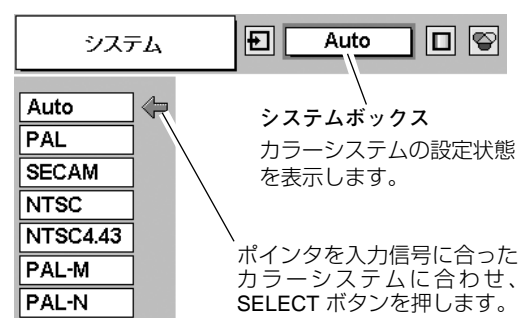 システム
Auto
Auto
PAL
SECAM
NTSC
NTSC4.43
PAL-M
PAL-N
システムボックス
カラーシステムの設定状態
を表示します。
ポインタを入力信号に合った
カラーシステムに合わせ、
SELECT ボタンを押します。